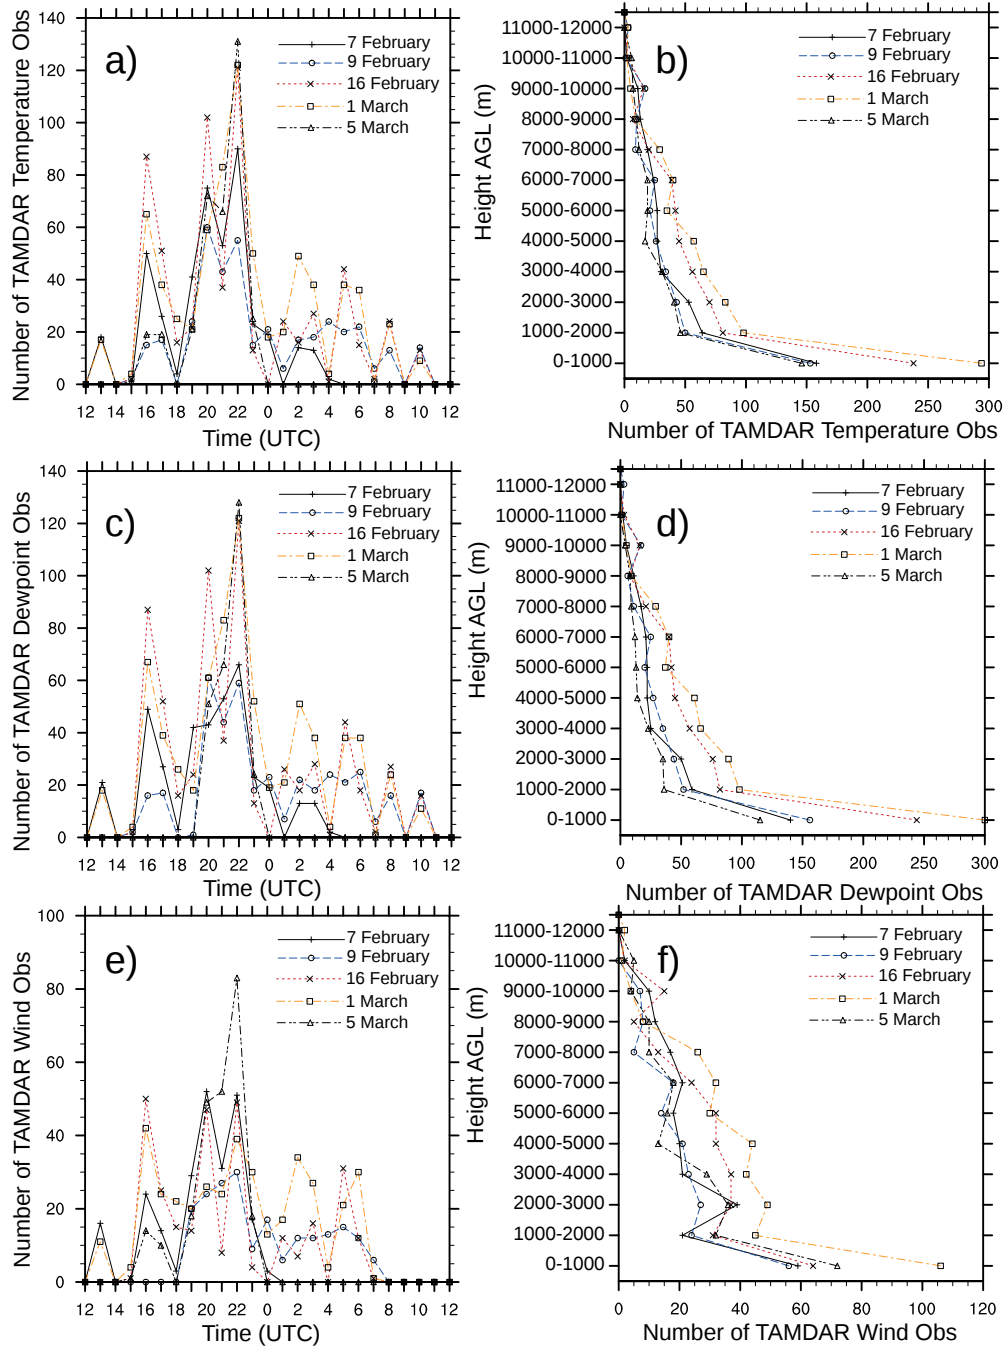 a)
Number of TAMDAR Temperature Obs
140
120
100
80
60
40
20
0
7 February
9 February
16 February
1 March
5 March
12 14 16 18 20 22 0 2 4 6 8 10 12
Time (UTC)
b)
Height AGL (m)
11000-12000
10000-11000
9000-10000
8000-9000
7000-8000
6000-7000
5000-6000
4000-5000
3000-4000
2000-3000
1000-2000
0-1000
7 February
9 February
16 February
1 March
5 March
0 50 100 150 200 250 300
Number of TAMDAR Temperature Obs
c)
Number of TAMDAR Dewpoint Obs
140
120
100
80
60
40
20
0
7 February
9 February
16 February
1 March
5 March
12 14 16 18 20 22 0 2 4 6 8 10 12
Time (UTC)
d)
Height AGL (m)
11000-12000
10000-11000
9000-10000
8000-9000
7000-8000
6000-7000
5000-6000
4000-5000
3000-4000
2000-3000
1000-2000
0-1000
7 February
9 February
16 February
1 March
5 March
0 50 100 150 200 250 300
Number of TAMDAR Dewpoint Obs
e)
Number of TAMDAR Wind Obs
100
80
60
40
20
0
7 February
9 February
16 February
1 March
5 March
12 14 16 18 20 22 0 2 4 6 8 10 12
Time (UTC)
f)
Height AGL (m)
11000-12000
10000-11000
9000-10000
8000-9000
7000-8000
6000-7000
5000-6000
4000-5000
3000-4000
2000-3000
1000-2000
0-1000
7 February
9 February
16 February
1 March
5 March
0 20 40 60 80 100 120
Number of TAMDAR Wind Obs